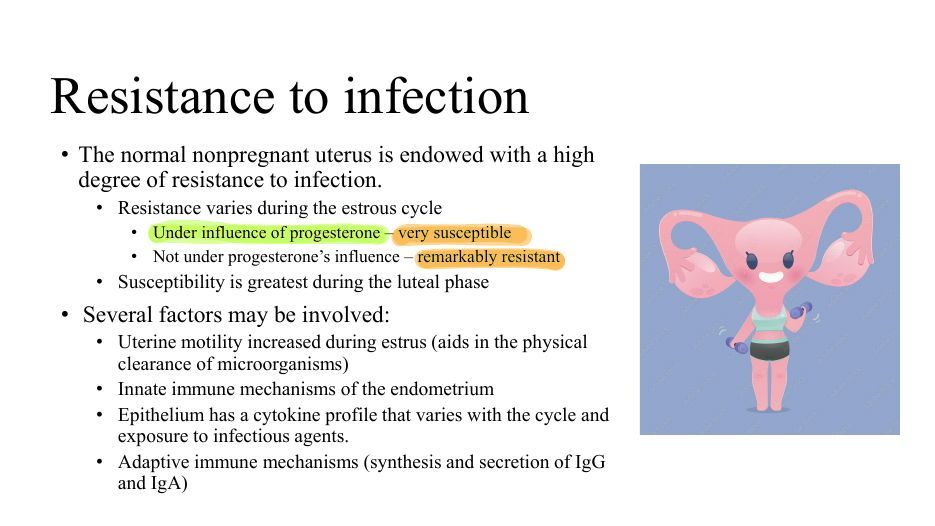 Resistance to infection
• The normal nonpregnant uterus is endowed with a high
degree of resistance to infection.
• Resistance varies during the estrous cycle
• Under influence of progesterone – very susceptible
• Not under progesterone’s influence – remarkably resistant
• Susceptibility is greatest during the luteal phase
• Several factors may be involved:
• Uterine motility increased during estrus (aids in the physical
clearance of microorganisms)
• Innate immune mechanisms of the endometrium
• Epithelium has a cytokine profile that varies with the cycle and
exposure to infectious agents.
• Adaptive immune mechanisms (synthesis and secretion of IgG
and IgA)